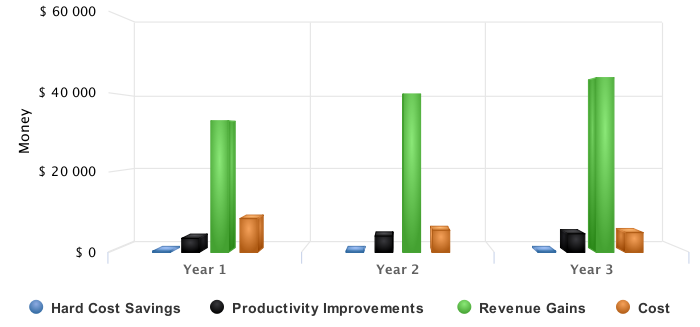 $ 60 000
$ 40 000
$ 20 000
$ 0
Money
Year 1
Year 2
Year 3
Hard Cost Savings
Productivity Improvements
Revenue Gains
Cost